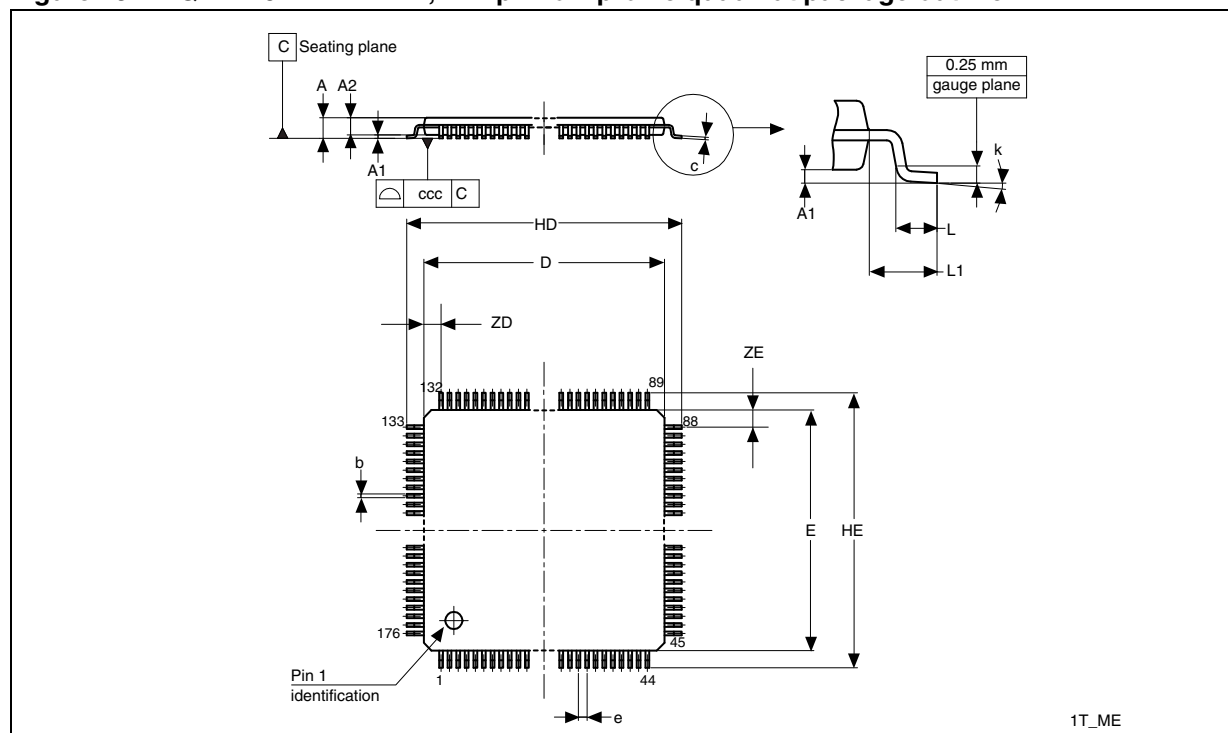 C Seating plane
0.25 mm
gauge plane
A A2
k
c
A1
A1
ccc C
HD
L
D
L1
ZD
ZE
132
89
133
88
b
E
HE
176
45
Pin 1
identification
1
44
e
1T_ME